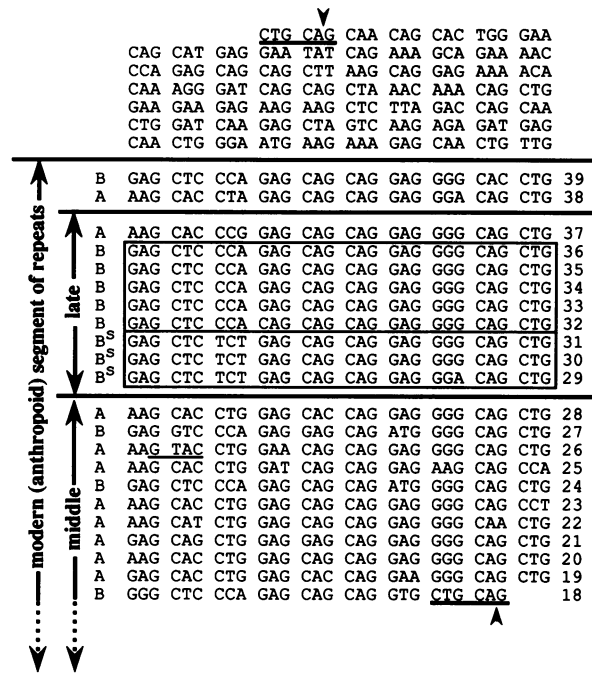 CTG CAG CAA CAG CAC TGG GAA
CAG CAT GAG GAA TAT CAG AAA GCA GAA AAC
CCA GAG CAG CAG CTT AAG CAG GAG AAA ACA
CAA AGG GAT CAG CAG CTA AAC AAA CAG CTG
GAA GAA GAG AAG AAG CTC TTA GAC CAG CAA
CTG GAT CAA GAG CTA GTC AAG AGA GAT GAG
CAA CTG GGA ATG AAG AAA GAG CAA CTG TTG
B GAG CTC CCA GAG CAG CAG GAG GGG CAC CTG 39
A AAG CAC CTA GAG CAG CAG GAG GGA CAG CTG 38
A AAG CAC CCG GAG CAG CAG GAG GGG CAG CTG 37
B GAG CTC CCA GAG CAG CAG GAG GGG CAG CTG 36
B GAG CTC CCA GAG CAG CAG GAG GGG CAG CTG 35
B GAG CTC CCA GAG CAG CAG GAG GGG CAG CTG 34
B GAG CTC CCA GAG CAG CAG GAG GGG CAG CTG 33
B GAG CTC CCA CAG CAG CAG GAG GGG CAG CTG 32
Bs GAG CTC TCT GAG CAG CAG GAG GGG CAG CTG 31
Bs GAG CTC TCT GAG CAG CAG GAG GGG CAG CTG 30
Bs GAG CTC TCT GAG CAG CAG GAG GGA CAG CTG 29
A AAG CAC CTG GAG CAC CAG GAG GGG CAG CTG 28
B GAG GTC CCA GAG GAG CAG ATG GGG CAG CTG 27
A AAG TAC CTG GAA CAG CAG GAG GGG CAG CTG 26
A AAG CAC CTG GAT CAG CAG GAG AAG CAG CCA 25
B GAG CTC CCA GAG CAG CAG ATG GGG CAG CTG 24
A AAG CAC CTG GAG CAG CAG GAG GGG CAG CCT 23
A AAG CAT CTG GAG CAG CAG GAG GGG CAA CTG 22
A GAG CAG CTG GAG CAG CAG GAG GGG CAG CTG 21
A AAG CAC CTG GAG CAG CAG GAG GGG CAG CTG 20
A GAG CAC CTG GAG CAC CAG GAA GGG CAG CTG 19
B GGG CTC CCA GAG CAG CAG GTG CTG CAG 18
modern (anthropoid) segment of repeats
late
middle